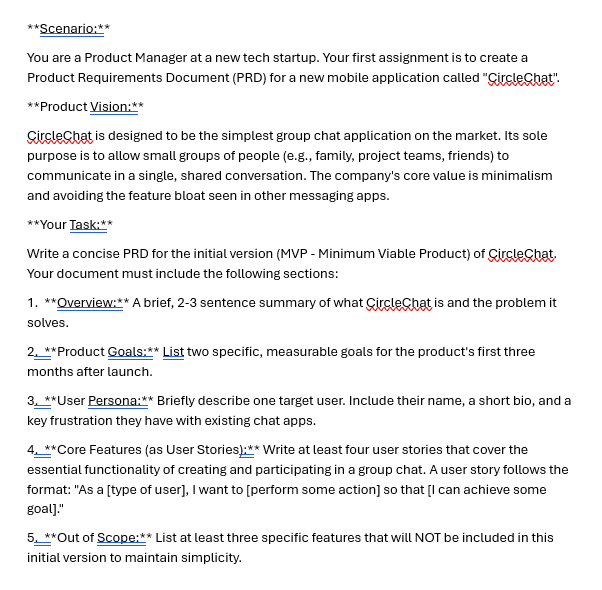 **Scenario:**
You are a Product Manager at a new tech startup. Your first assignment is to create a
Product Requirements Document (PRD) for a new mobile application called "CircleChat".
**Product Vision:**
CircleChat is designed to be the simplest group chat application on the market. Its sole
purpose is to allow small groups of people (e.g., family, project teams, friends) to
communicate in a single, shared conversation. The company's core value is minimalism
and avoiding the feature bloat seen in other messaging apps.
**Your Task:**
Write a concise PRD for the initial version (MVP - Minimum Viable Product) of CircleChat.
Your document must include the following sections:
1. **Overview:** A brief, 2-3 sentence summary of what CircleChat is and the problem it
solves.
2. **Product Goals:** List two specific, measurable goals for the product's first three
months after launch.
3. **User Persona:** Briefly describe one target user. Include their name, a short bio, and a
key frustration they have with existing chat apps.
4. **Core Features (as User Stories):** Write at least four user stories that cover the
essential functionality of creating and participating in a group chat. A user story follows the
format: "As a [type of user], I want to [perform some action] so that [I can achieve some
goal]."
5. **Out of Scope:** List at least three specific features that will NOT be included in this
initial version to maintain simplicity.